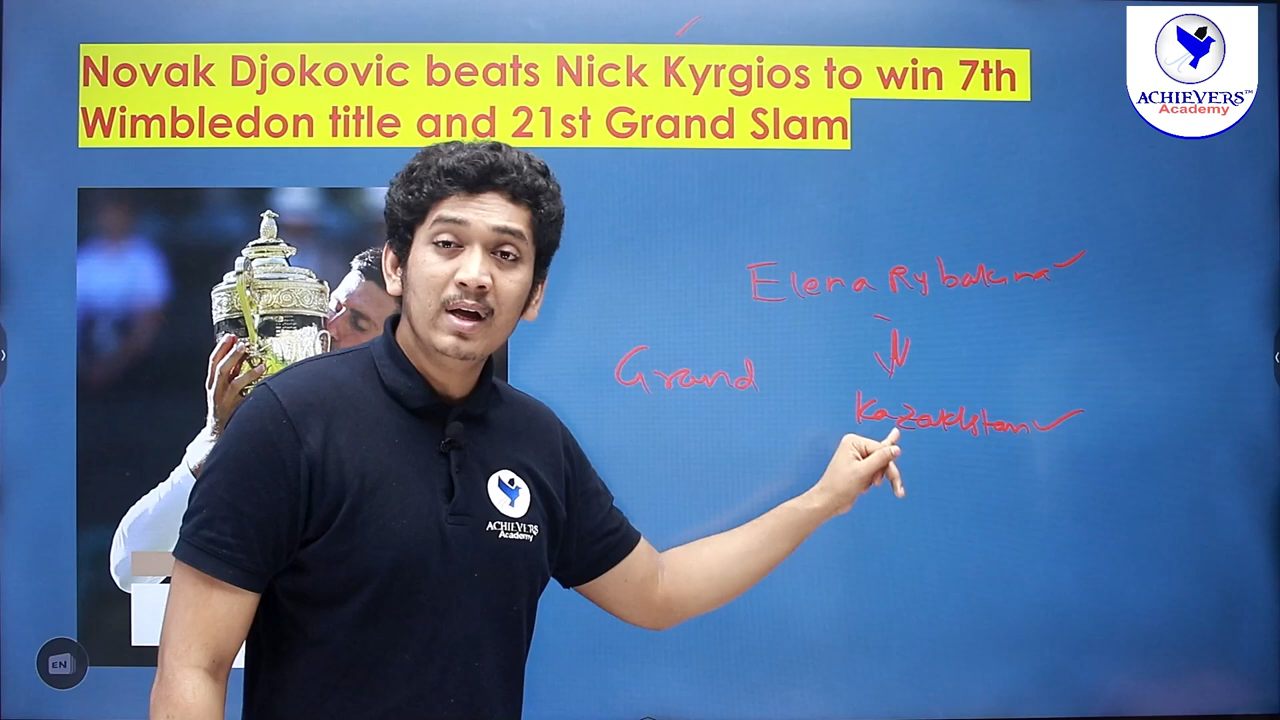 Novak Djokovic beats Nick Kyrgios to win 7th
Wimbledon title and 21st Grand Slam
ACHIEVERS™
Academy
Elena Rybakina
Grand
Kazakhstan
ACHIEVERS
Academy
EN